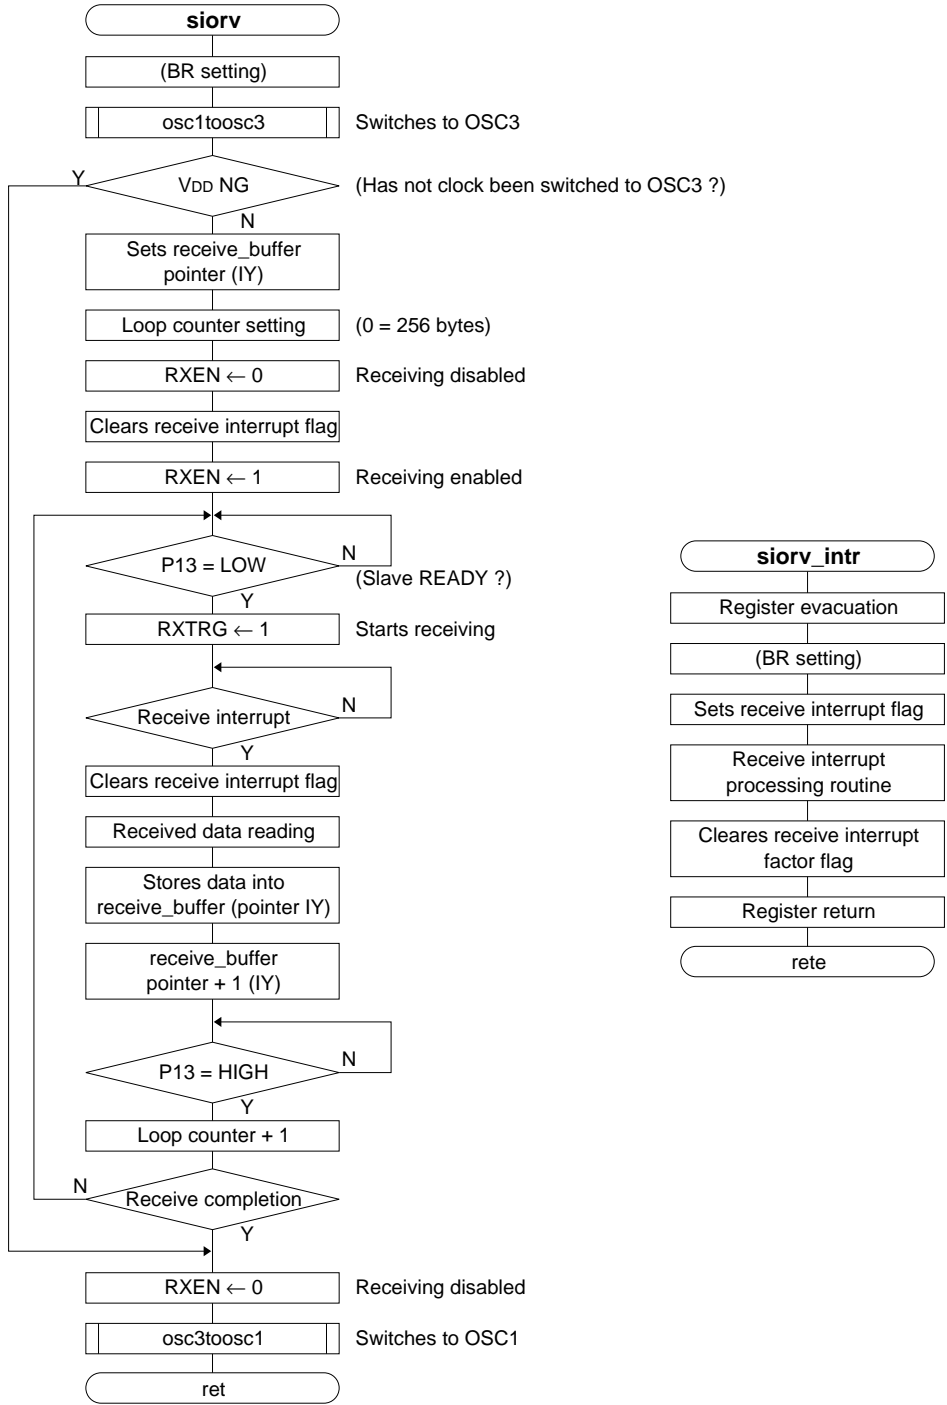 siorv
(BR setting)
osc1toosc3
Switches to OSC3
Y
VDD NG
(Has not clock been switched to OSC3 ?)
N
Sets receive_buffer
pointer (IY)
Loop counter setting
(0 = 256 bytes)
RXEN ← 0
Receiving disabled
Clears receive interrupt flag
RXEN ← 1
Receiving enabled
P13 = LOW
N
(Slave READY ?)
Y
RXTRG ← 1
Starts receiving
Receive interrupt
N
Y
Clears receive interrupt flag
Received data reading
Stores data into
receive_buffer (pointer IY)
receive_buffer
pointer + 1 (IY)
P13 = HIGH
N
Y
Loop counter + 1
N
Receive completion
Y
RXEN ← 0
Receiving disabled
osc3toosc1
Switches to OSC1
ret
siorv_intr
Register evacuation
(BR setting)
Sets receive interrupt flag
Receive interrupt
processing routine
Cleares receive interrupt
factor flag
Register return
rete